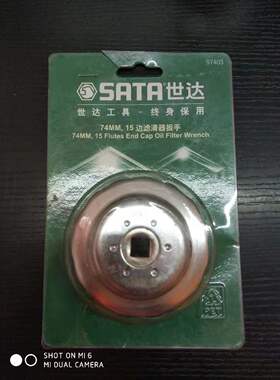 97403
SATA世达
世达工具 - 终身保用
74MM, 15 边滤清器扳手
74MM, 15 Flutes End Cap Oil Filter Wrench
PET
SHOT ON MI 6
MI DUAL CAMERA